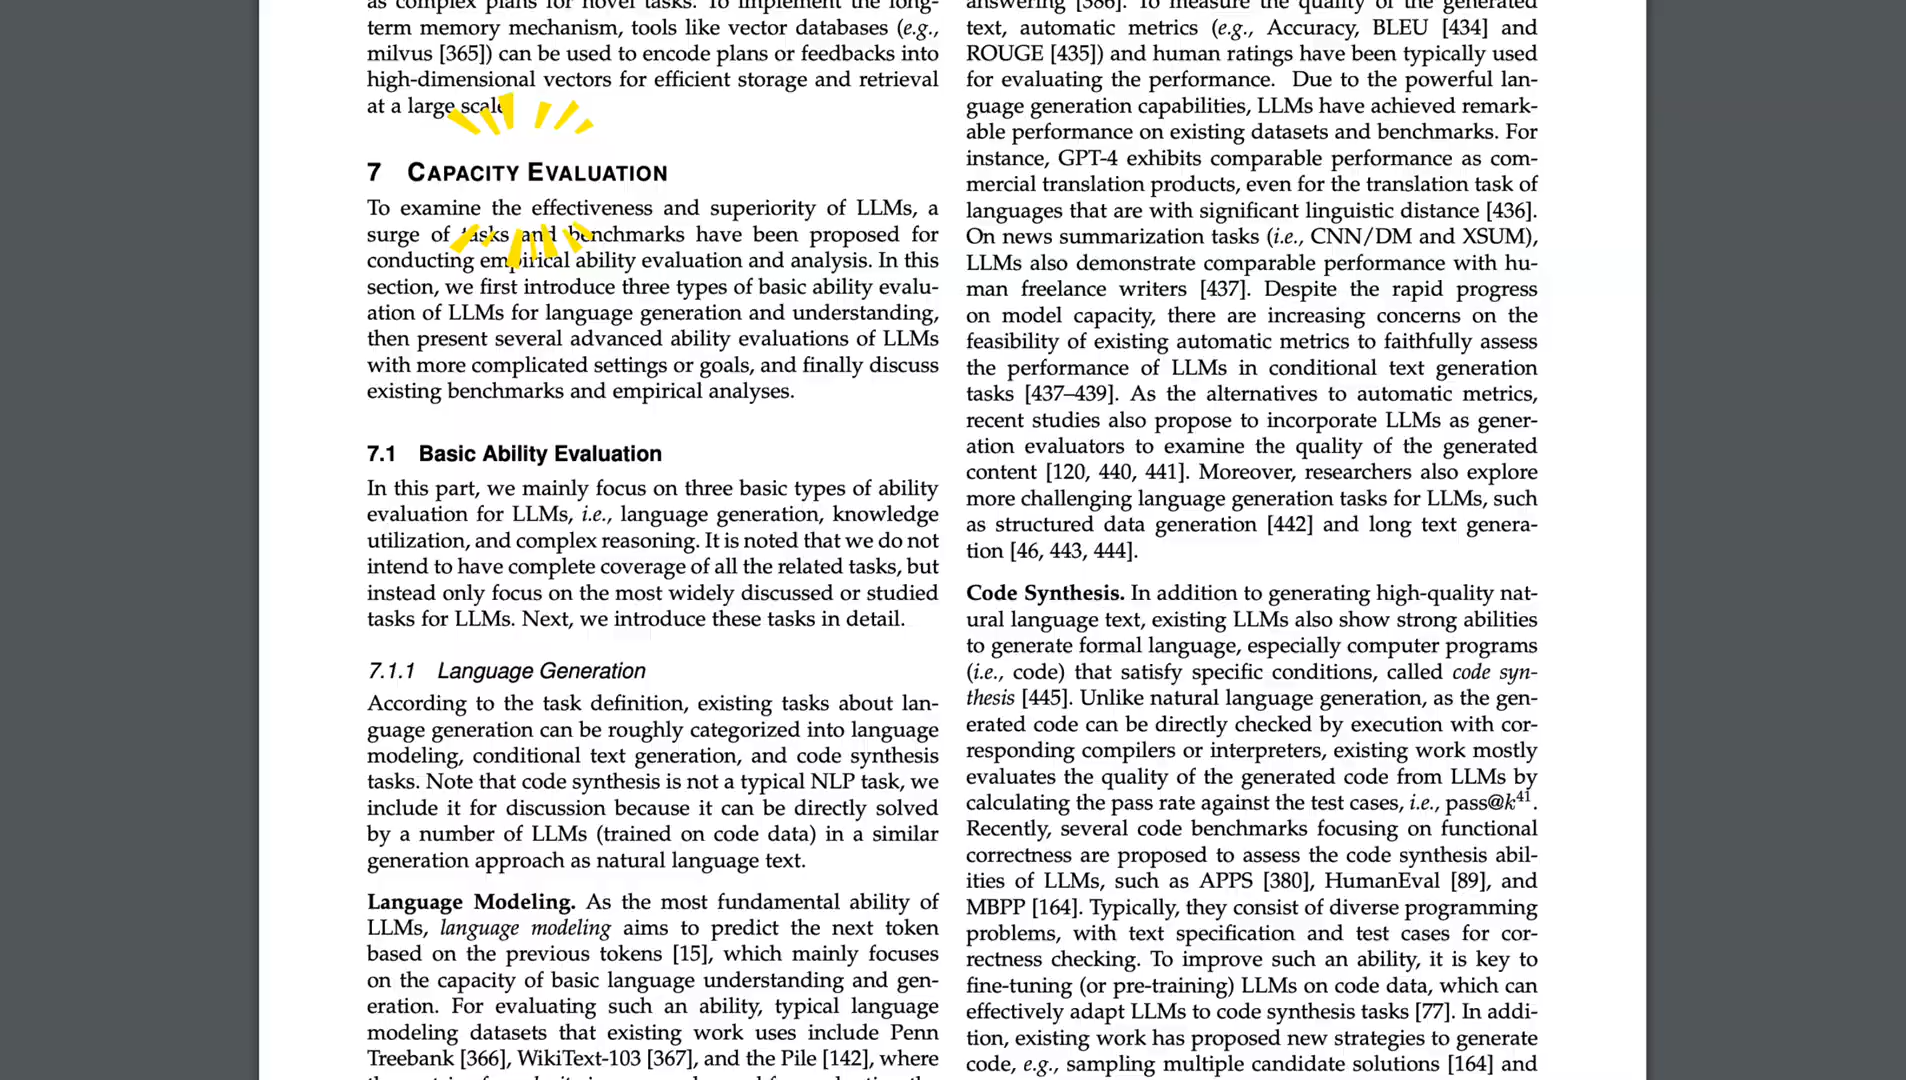 as complex plans for novel tasks. To implement the long-
term memory mechanism, tools like vector databases (e.g.,
milvus [365]) can be used to encode plans or feedbacks into
high-dimensional vectors for efficient storage and retrieval
at a large scale
7 CAPACITY EVALUATION
To examine the effectiveness and superiority of LLMs, a
surge of tasks and benchmarks have been proposed for
conducting empirical ability evaluation and analysis. In this
section, we first introduce three types of basic ability evalu-
ation of LLMs for language generation and understanding,
then present several advanced ability evaluations of LLMs
with more complicated settings or goals, and finally discuss
existing benchmarks and empirical analyses.
7.1 Basic Ability Evaluation
In this part, we mainly focus on three basic types of ability
evaluation for LLMs, i.e., language generation, knowledge
utilization, and complex reasoning. It is noted that we do not
intend to have complete coverage of all the related tasks, but
instead only focus on the most widely discussed or studied
tasks for LLMs. Next, we introduce these tasks in detail.
7.1.1 Language Generation
According to the task definition, existing tasks about lan-
guage generation can be roughly categorized into language
modeling, conditional text generation, and code synthesis
tasks. Note that code synthesis is not a typical NLP task, we
include it for discussion because it can be directly solved
by a number of LLMs (trained on code data) in a similar
generation approach as natural language text.
Language Modeling. As the most fundamental ability of
LLMs, language modeling aims to predict the next token
based on the previous tokens [15], which mainly focuses
on the capacity of basic language understanding and gen-
eration. For evaluating such an ability, typical language
modeling datasets that existing work uses include Penn
Treebank [366], WikiText-103 [367], and the Pile [142], where
answering [386]. To measure the quality of the generated
text, automatic metrics (e.g., Accuracy, BLEU [434] and
ROUGE [435]) and human ratings have been typically used
for evaluating the performance. Due to the powerful lan-
guage generation capabilities, LLMs have achieved remark-
able performance on existing datasets and benchmarks. For
instance, GPT-4 exhibits comparable performance as com-
mercial translation products, even for the translation task of
languages that are with significant linguistic distance [436].
On news summarization tasks (i.e., CNN/DM and XSUM),
LLMs also demonstrate comparable performance with hu-
man freelance writers [437]. Despite the rapid progress
on model capacity, there are increasing concerns on the
feasibility of existing automatic metrics to faithfully assess
the performance of LLMs in conditional text generation
tasks [437–439]. As the alternatives to automatic metrics,
recent studies also propose to incorporate LLMs as gener-
ation evaluators to examine the quality of the generated
content [120, 440, 441]. Moreover, researchers also explore
more challenging language generation tasks for LLMs, such
as structured data generation [442] and long text genera-
tion [46, 443, 444].
Code Synthesis. In addition to generating high-quality nat-
ural language text, existing LLMs also show strong abilities
to generate formal language, especially computer programs
(i.e., code) that satisfy specific conditions, called code syn-
thesis [445]. Unlike natural language generation, as the gen-
erated code can be directly checked by execution with cor-
responding compilers or interpreters, existing work mostly
evaluates the quality of the generated code from LLMs by
calculating the pass rate against the test cases, i.e., pass@k⁴¹.
Recently, several code benchmarks focusing on functional
correctness are proposed to assess the code synthesis abil-
ities of LLMs, such as APPS [380], HumanEval [89], and
MBPP [164]. Typically, they consist of diverse programming
problems, with text specification and test cases for cor-
rectness checking. To improve such an ability, it is key to
fine-tuning (or pre-training) LLMs on code data, which can
effectively adapt LLMs to code synthesis tasks [77]. In addi-
tion, existing work has proposed new strategies to generate
code, e.g., sampling multiple candidate solutions [164] and